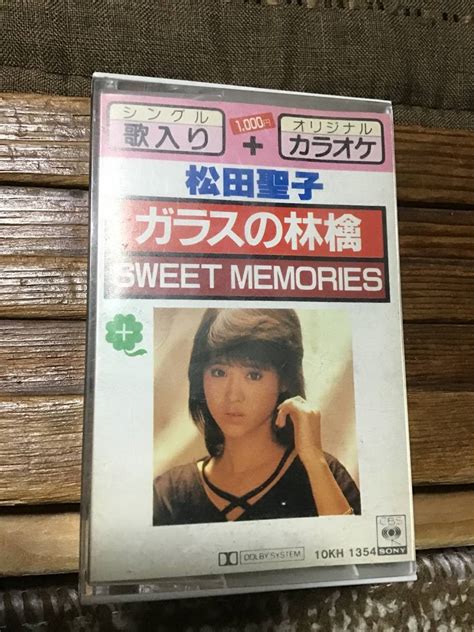 シングル
歌入り
1,000円
+
オリジナル
カラオケ
松田聖子
ガラスの林檎
SWEET MEMORIES
DOLBY SYSTEM
10KH 1354
CBS
SONY